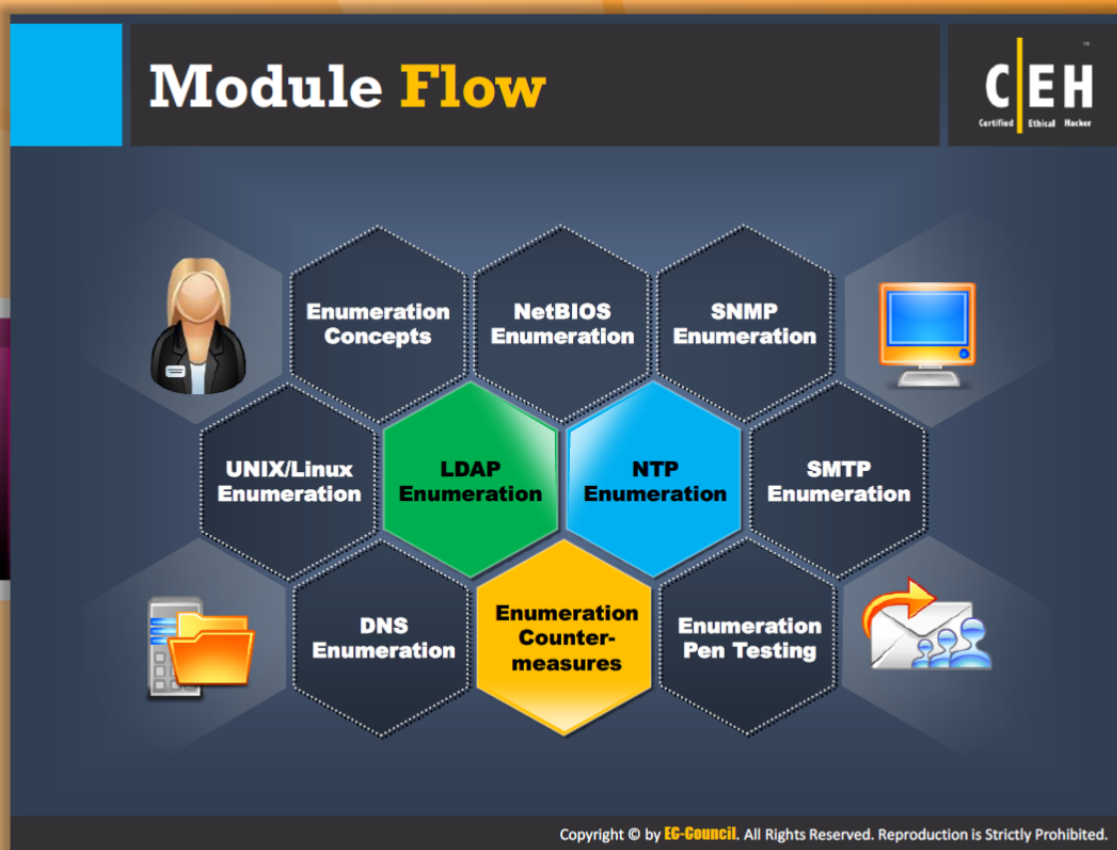 Module Flow
C|EH
Certified Ethical Hacker
Enumeration
Concepts
NetBIOS
Enumeration
SNMP
Enumeration
UNIX/Linux
Enumeration
LDAP
Enumeration
NTP
Enumeration
SMTP
Enumeration
DNS
Enumeration
Enumeration
Counter-
measures
Enumeration
Pen Testing
Copyright © by EC-Council. All Rights Reserved. Reproduction is Strictly Prohibited.